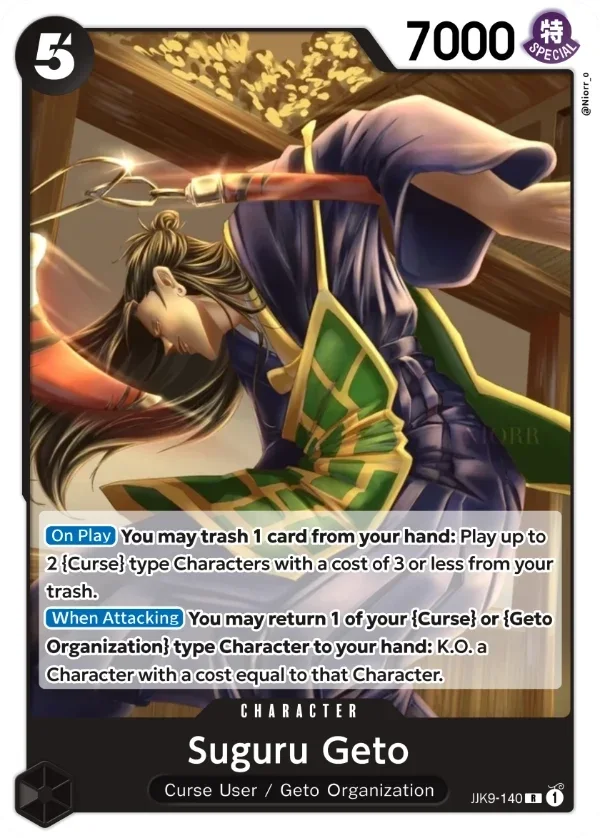 5
7000
特
SPECIAL
@Niorr_o
NIORR
On Play You may trash 1 card from your hand: Play up to
2 {Curse} type Characters with a cost of 3 or less from your
trash.
When Attacking You may return 1 of your {Curse} or {Geto
Organization} type Character to your hand: K.O. a
Character with a cost equal to that Character.
CHARACTER
Suguru Geto
Curse User / Geto Organization
JJK9-140 R 1